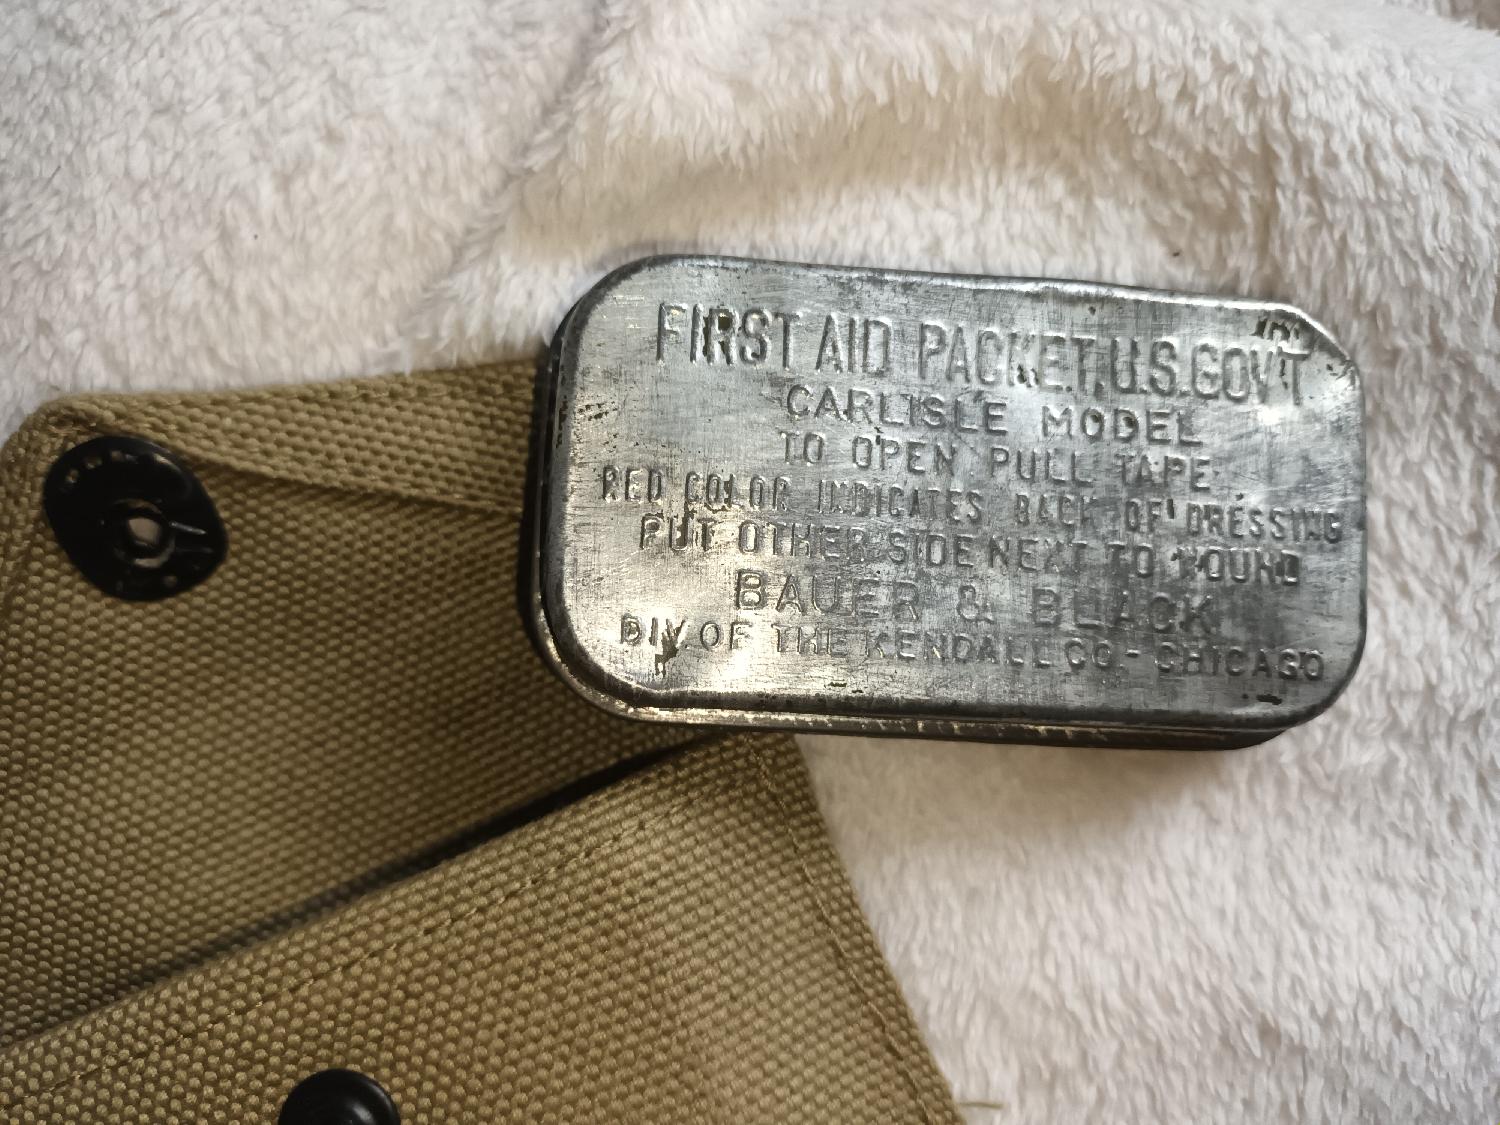 FIRST AID PACKET, U.S. GOV'T
CARLISLE MODEL
TO OPEN PULL TAPE.
RED COLOR INDICATES BACK OF DRESSING
PUT OTHER SIDE NEXT TO WOUND
BAUER & BLACK
DIV. OF THE KENDALL CO - CHICAGO